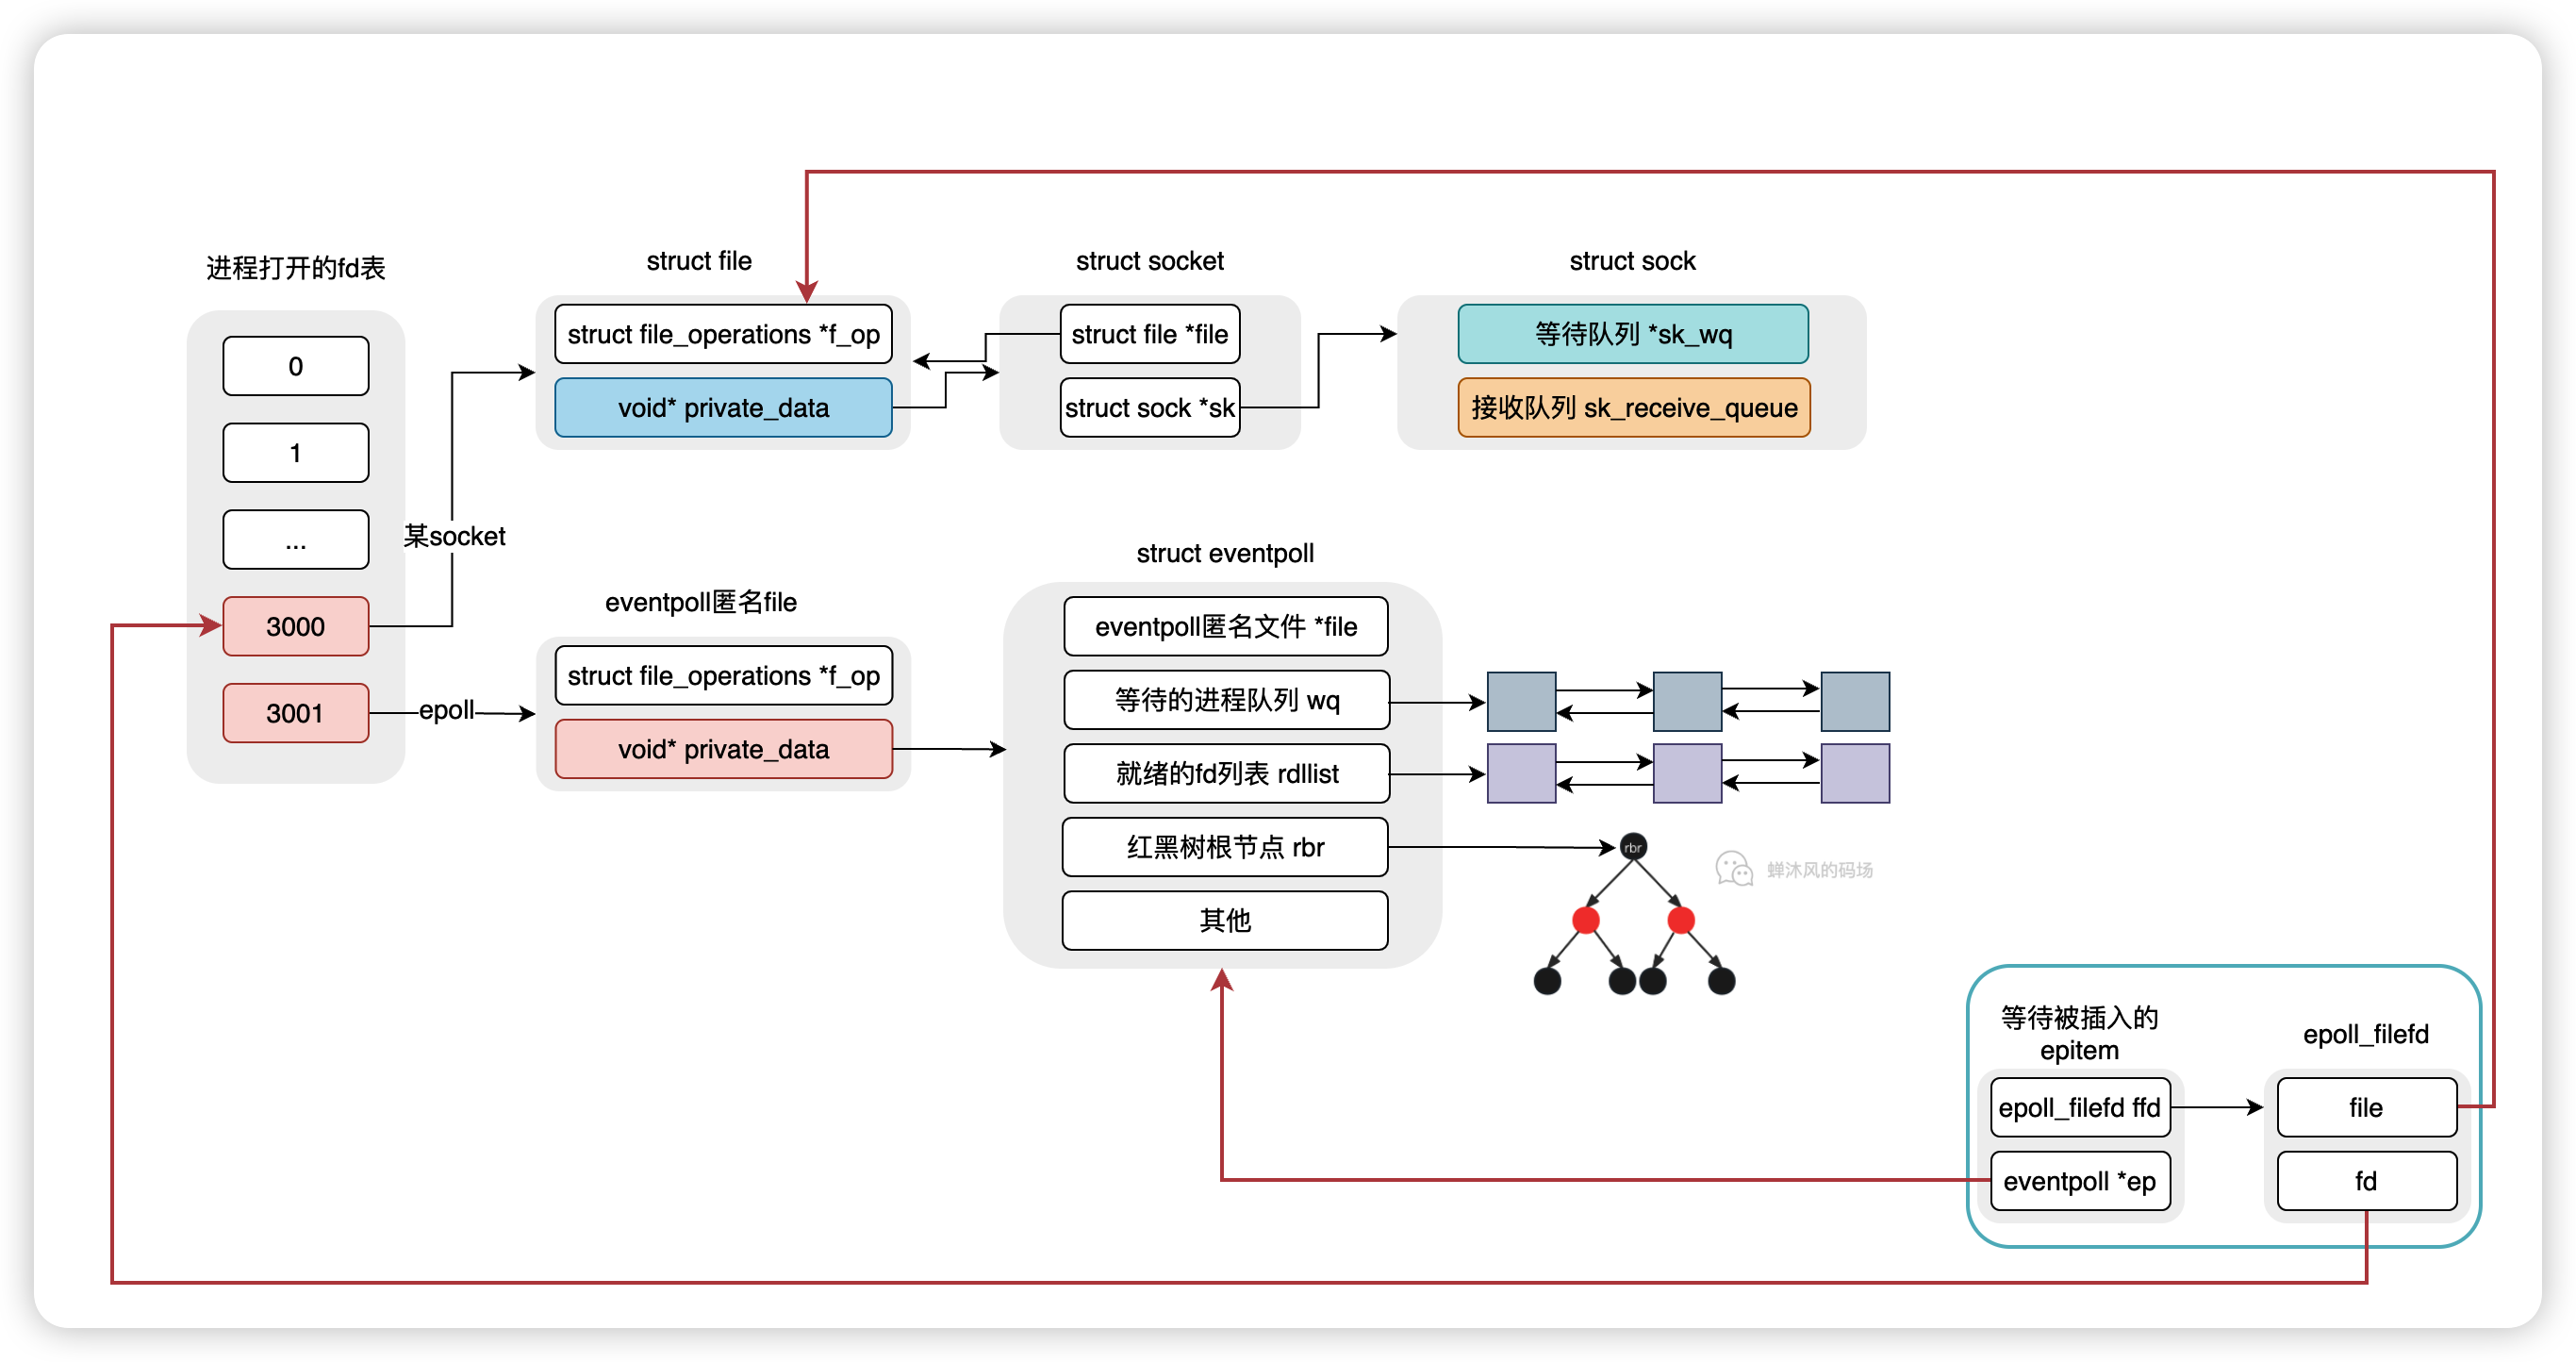 进程打开的fd表
0
1
...
3000
3001
某socket
epoll
struct file
struct file_operations *f_op
void* private_data
struct socket
struct file *file
struct sock *sk
struct sock
等待队列 *sk_wq
接收队列 sk_receive_queue
eventpoll匿名file
struct file_operations *f_op
void* private_data
struct eventpoll
eventpoll匿名文件 *file
等待的进程队列 wq
就绪的fd列表 rdllist
红黑树根节点 rbr
其他
rbr
蝉沐风的码场
等待被插入的
epitem
epoll_filefd ffd
eventpoll *ep
epoll_filefd
file
fd